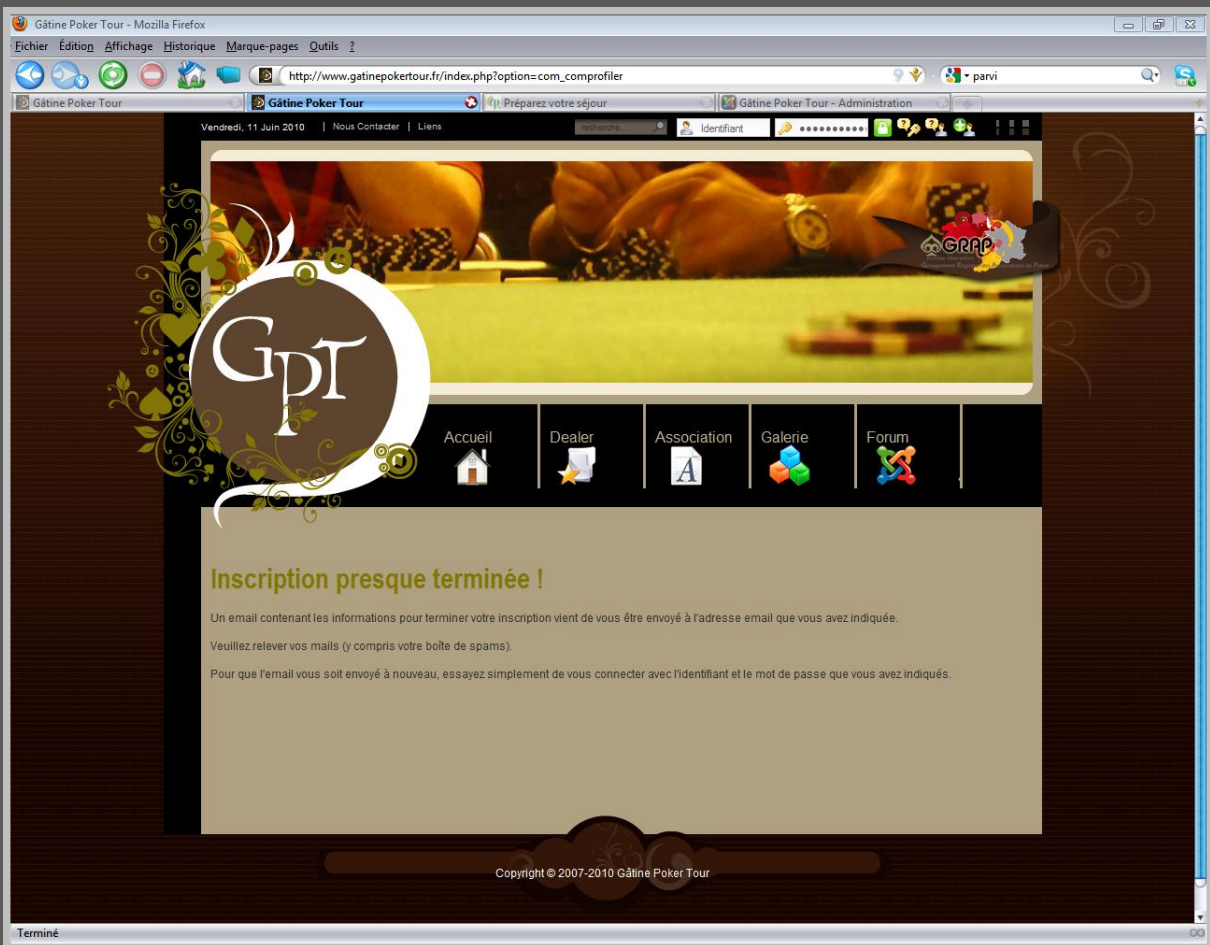 Gâtine Poker Tour - Mozilla Firefox
Fichier Édition Affichage Historique Marque-pages Outils ?
http://www.gatinepokertour.fr/index.php?option=com_comprofiler
parvi
Gâtine Poker Tour
Gâtine Poker Tour
Préparez votre séjour
Gâtine Poker Tour - Administration
Vendredi, 11 Juin 2010 | Nous Contacter | Liens
recherche...
Identifiant
GRAP
GPT
Accueil
Dealer
Association
Galerie
Forum
Inscription presque terminée !
Un email contenant les informations pour terminer votre inscription vient de vous être envoyé à l'adresse email que vous avez indiquée.
Veuillez relever vos mails (y compris votre boîte de spams).
Pour que l'email vous soit envoyé à nouveau, essayez simplement de vous connecter avec l'identifiant et le mot de passe que vous avez indiqués.
Copyright © 2007-2010 Gâtine Poker Tour
Terminé